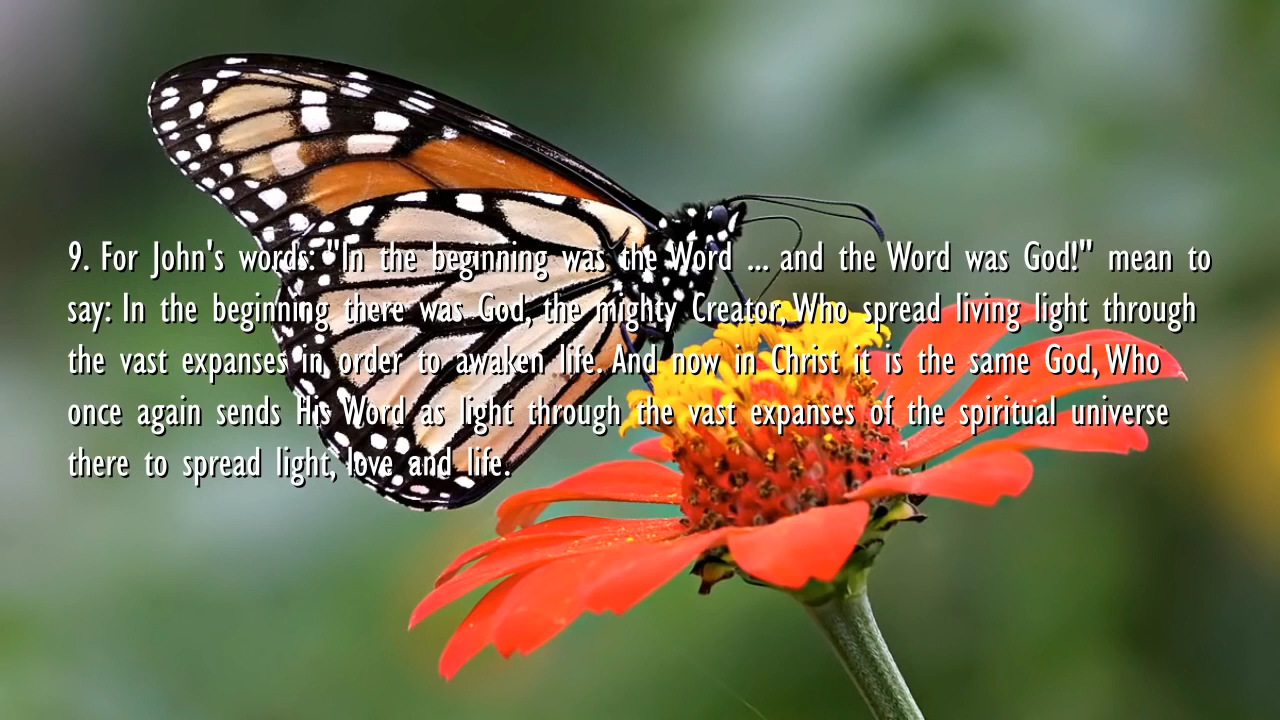 9. For John's words: "In the beginning was the Word ... and the Word was God!" mean to
say: In the beginning there was God, the mighty Creator, Who spread living light through
the vast expanses in order to awaken life. And now in Christ it is the same God, Who
once again sends His Word as light through the vast expanses of the spiritual universe
there to spread light, love and life.